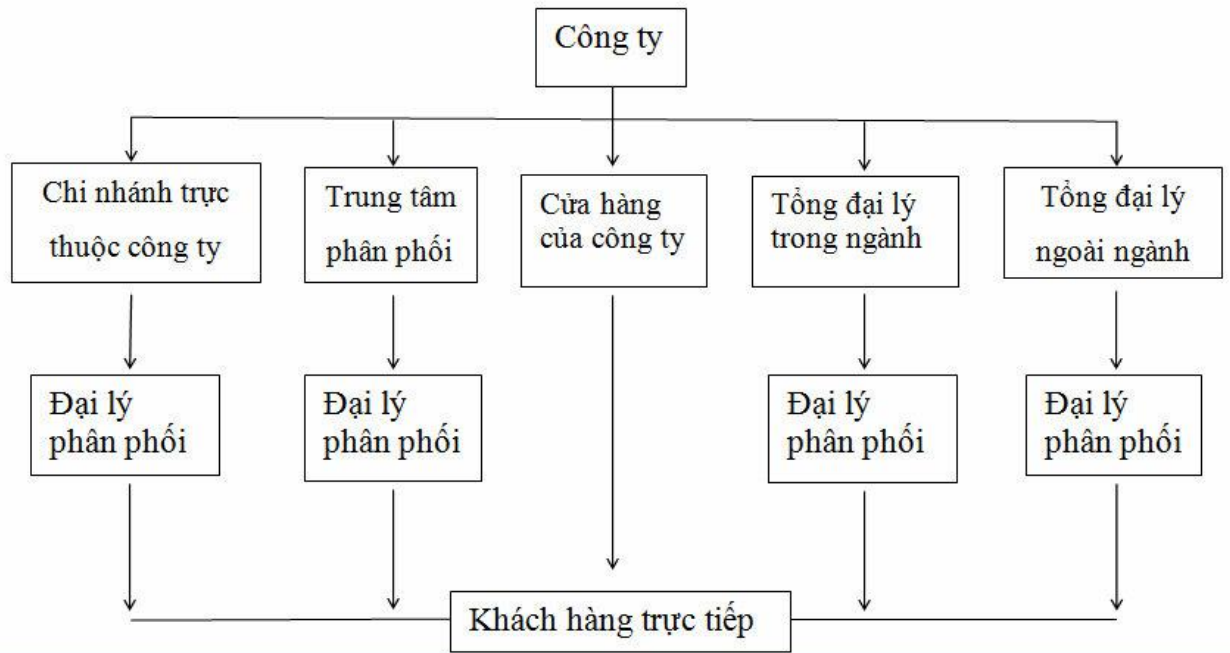 Công ty
Chi nhánh trực
thuộc công ty
Trung tâm
phân phối
Cửa hàng
của công ty
Tổng đại lý
trong ngành
Tổng đại lý
ngoài ngành
Đại lý
phân phối
Đại lý
phân phối
Đại lý
phân phối
Đại lý
phân phối
Khách hàng trực tiếp